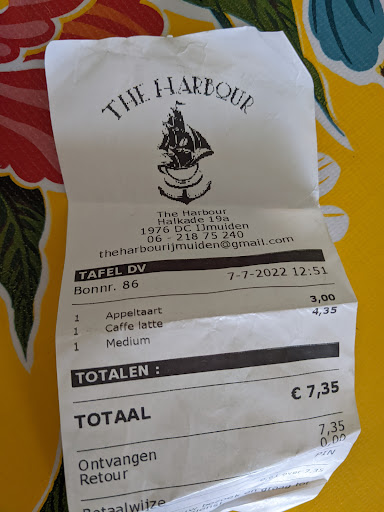 THE HARBOUR
The Harbour
Halkade 19a
1976 DC IJmuiden
06 - 218 75 240
theharbourijmuiden@gmail.com
TAFEL DV 7-7-2022 12:51
Bonnr. 86
1 Appeltaart 3,00
1 Caffe latte 4,35
1 Medium
TOTALEN :
TOTAAL € 7,35
Ontvangen 7,35
Retour 0,00
Betaalwijze PIN